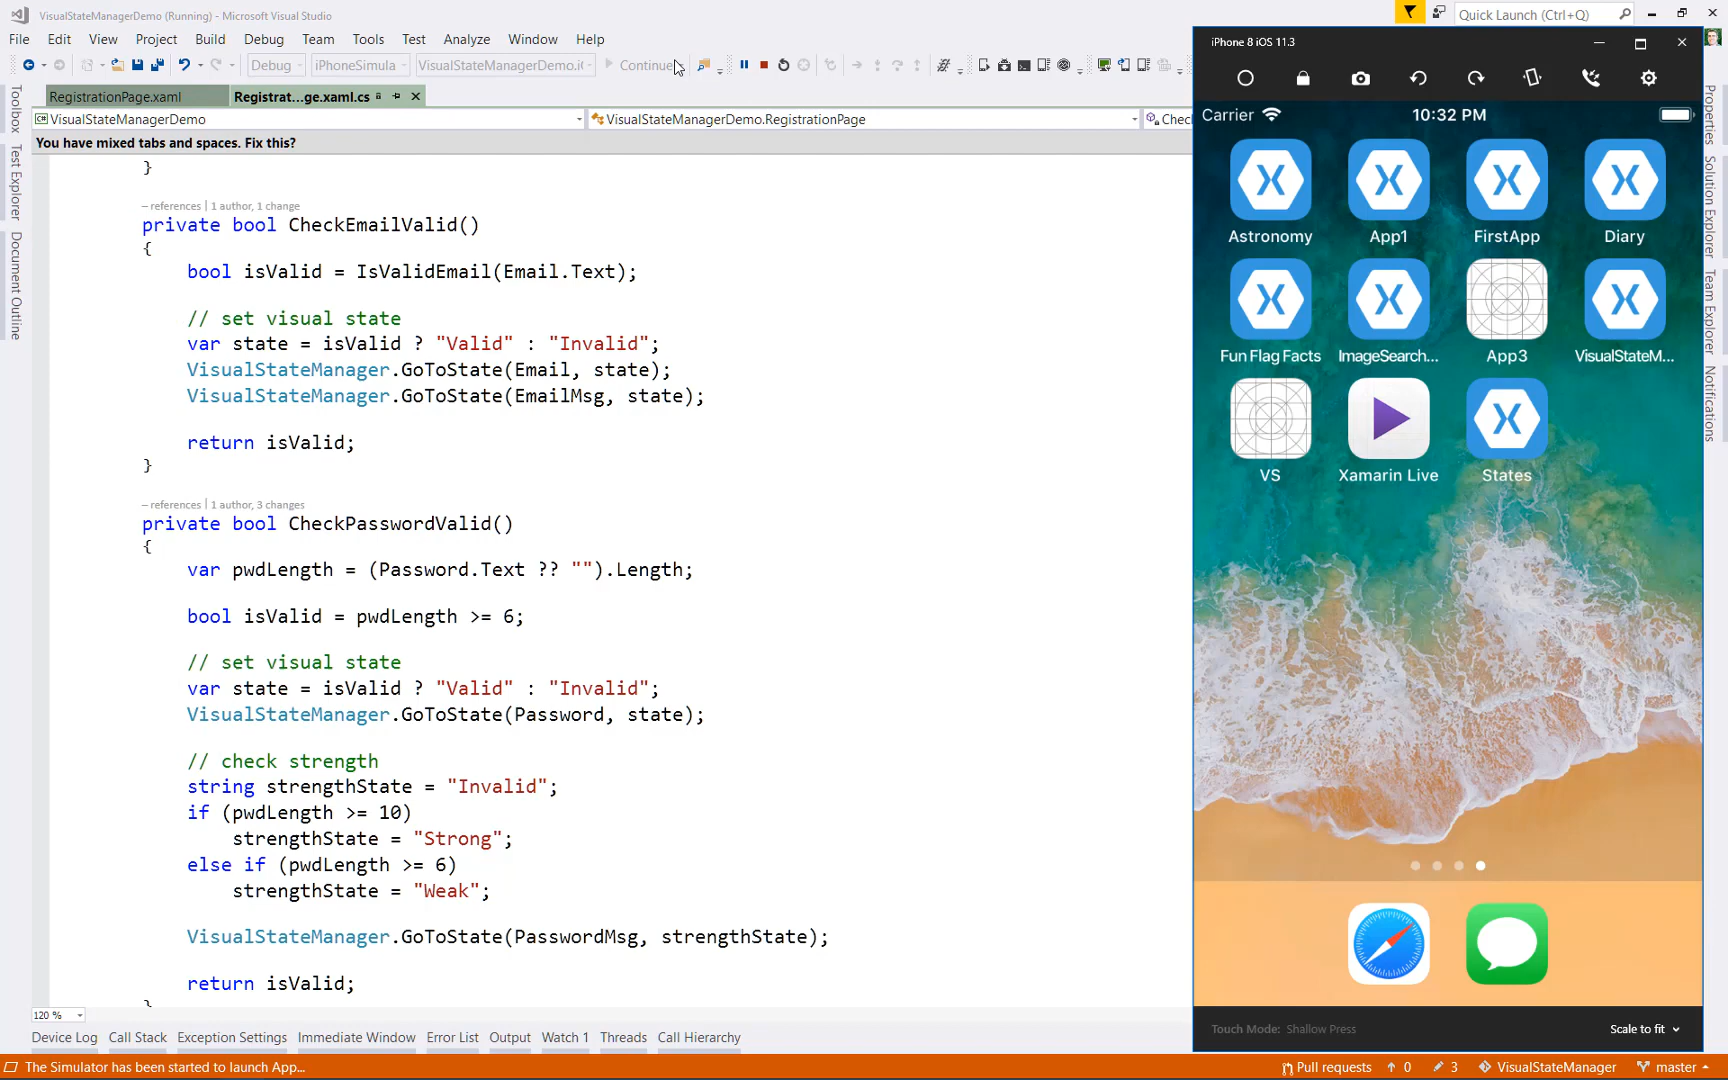 VisualStateManagerDemo (Running) - Microsoft Visual Studio
Quick Launch (Ctrl+Q)
File Edit View Project Build Debug Team Tools Test Analyze Window Help
Debug iPhoneSimula VisualStateManagerDemo.i Continue
RegistrationPage.xaml Registrat...ge.xaml.cs
VisualStateManagerDemo VisualStateManagerDemo.RegistrationPage Chec
You have mixed tabs and spaces. Fix this?
}
– references | 1 author, 1 change
private bool CheckEmailValid()
{
bool isValid = IsValidEmail(Email.Text);
// set visual state
var state = isValid ? "Valid" : "Invalid";
VisualStateManager.GoToState(Email, state);
VisualStateManager.GoToState(EmailMsg, state);
return isValid;
}
– references | 1 author, 3 changes
private bool CheckPasswordValid()
{
var pwdLength = (Password.Text ?? "").Length;
bool isValid = pwdLength >= 6;
// set visual state
var state = isValid ? "Valid" : "Invalid";
VisualStateManager.GoToState(Password, state);
// check strength
string strengthState = "Invalid";
if (pwdLength >= 10)
strengthState = "Strong";
else if (pwdLength >= 6)
strengthState = "Weak";
VisualStateManager.GoToState(PasswordMsg, strengthState);
return isValid;
}
120 %
Toolbox
Test Explorer
Document Outline
iPhone 8 iOS 11.3
Carrier 10:32 PM
Astronomy App1 FirstApp Diary
Fun Flag Facts ImageSearch... App3 VisualStateM...
VS Xamarin Live States
Touch Mode: Shallow Press Scale to fit
Properties
Solution Explorer
Team Explorer
Notifications
Device Log Call Stack Exception Settings Immediate Window Error List Output Watch 1 Threads Call Hierarchy
The Simulator has been started to launch App... Pull requests 0 3 VisualStateManager master